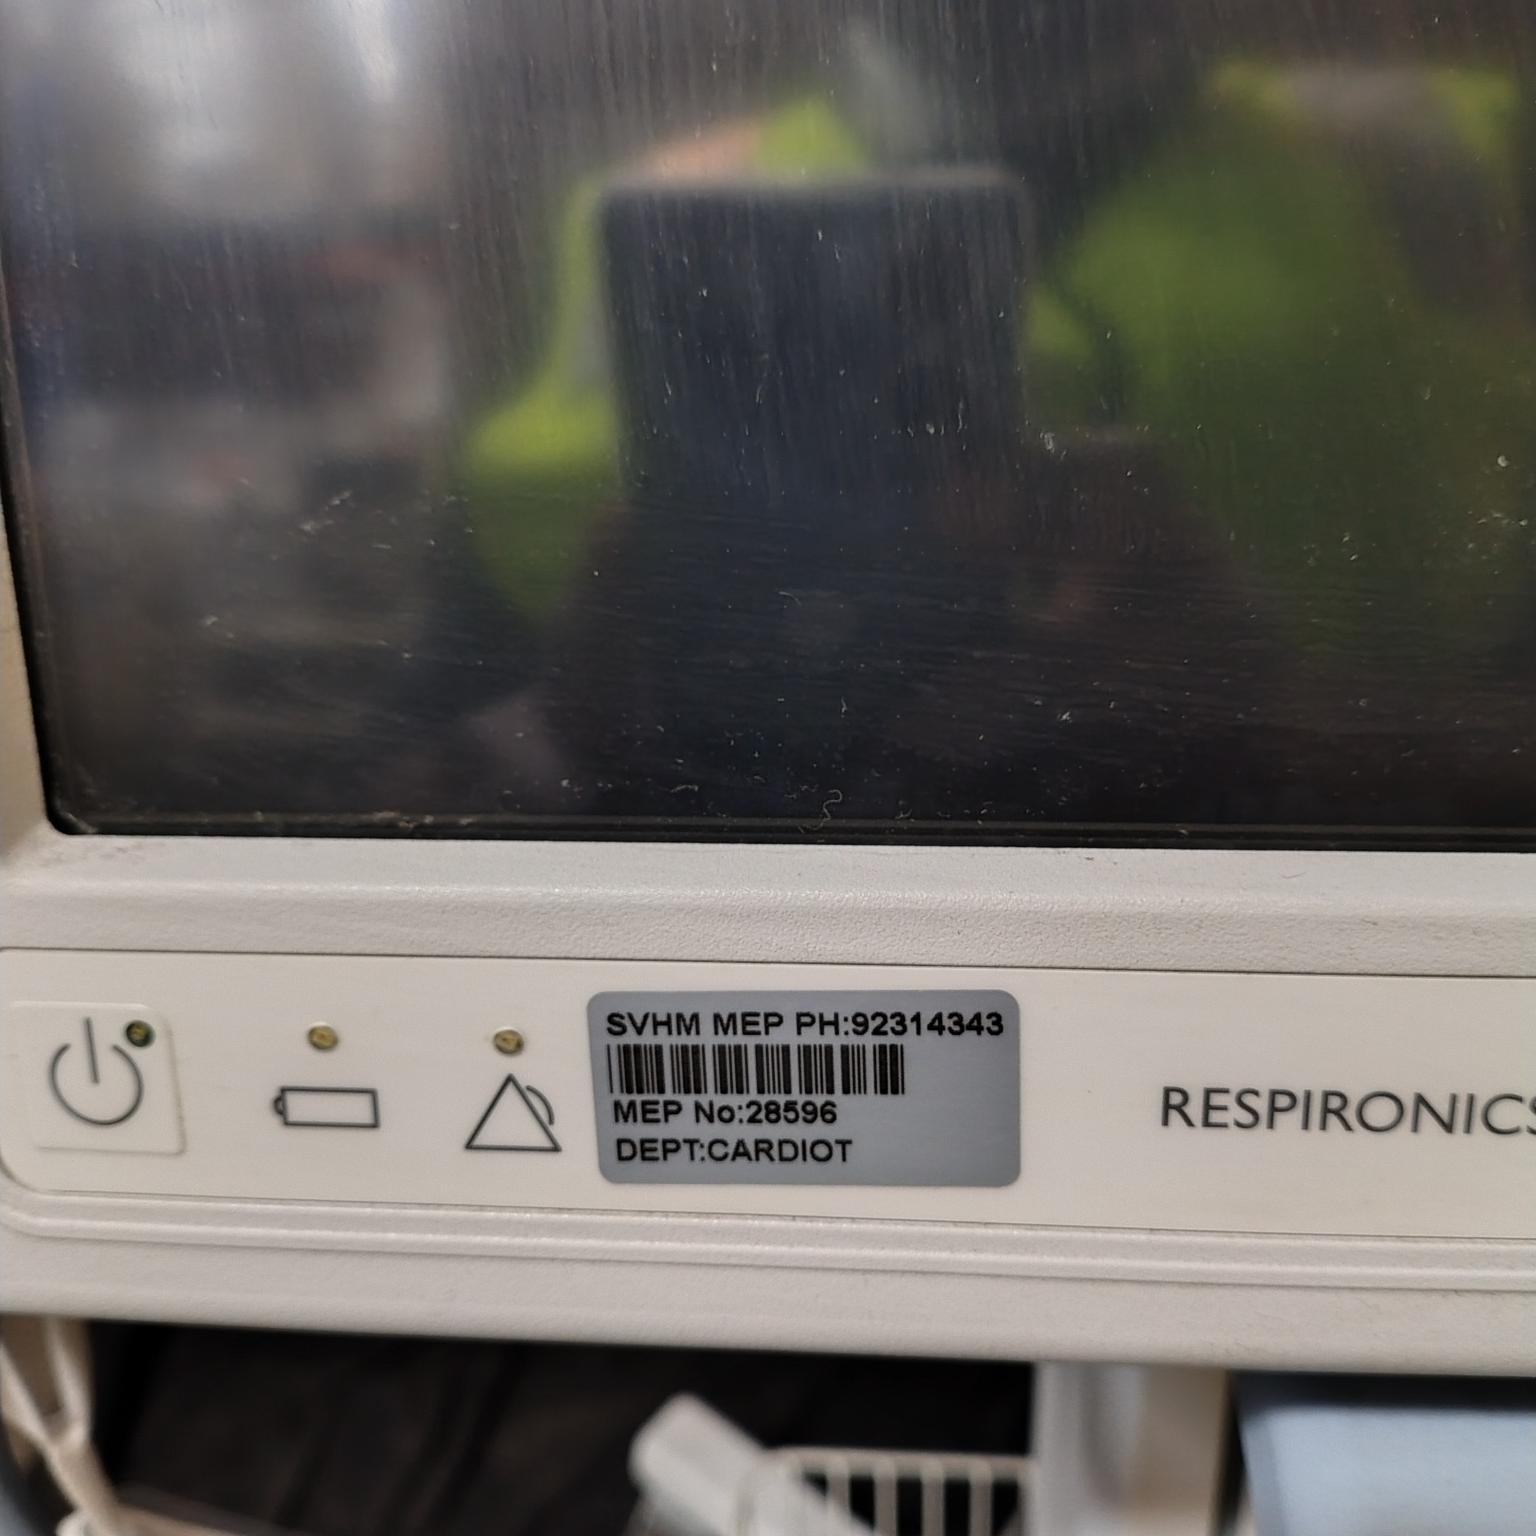 SVHM MEP PH:92314343
MEP No:28596
DEPT:CARDIOT
RESPIRONICS